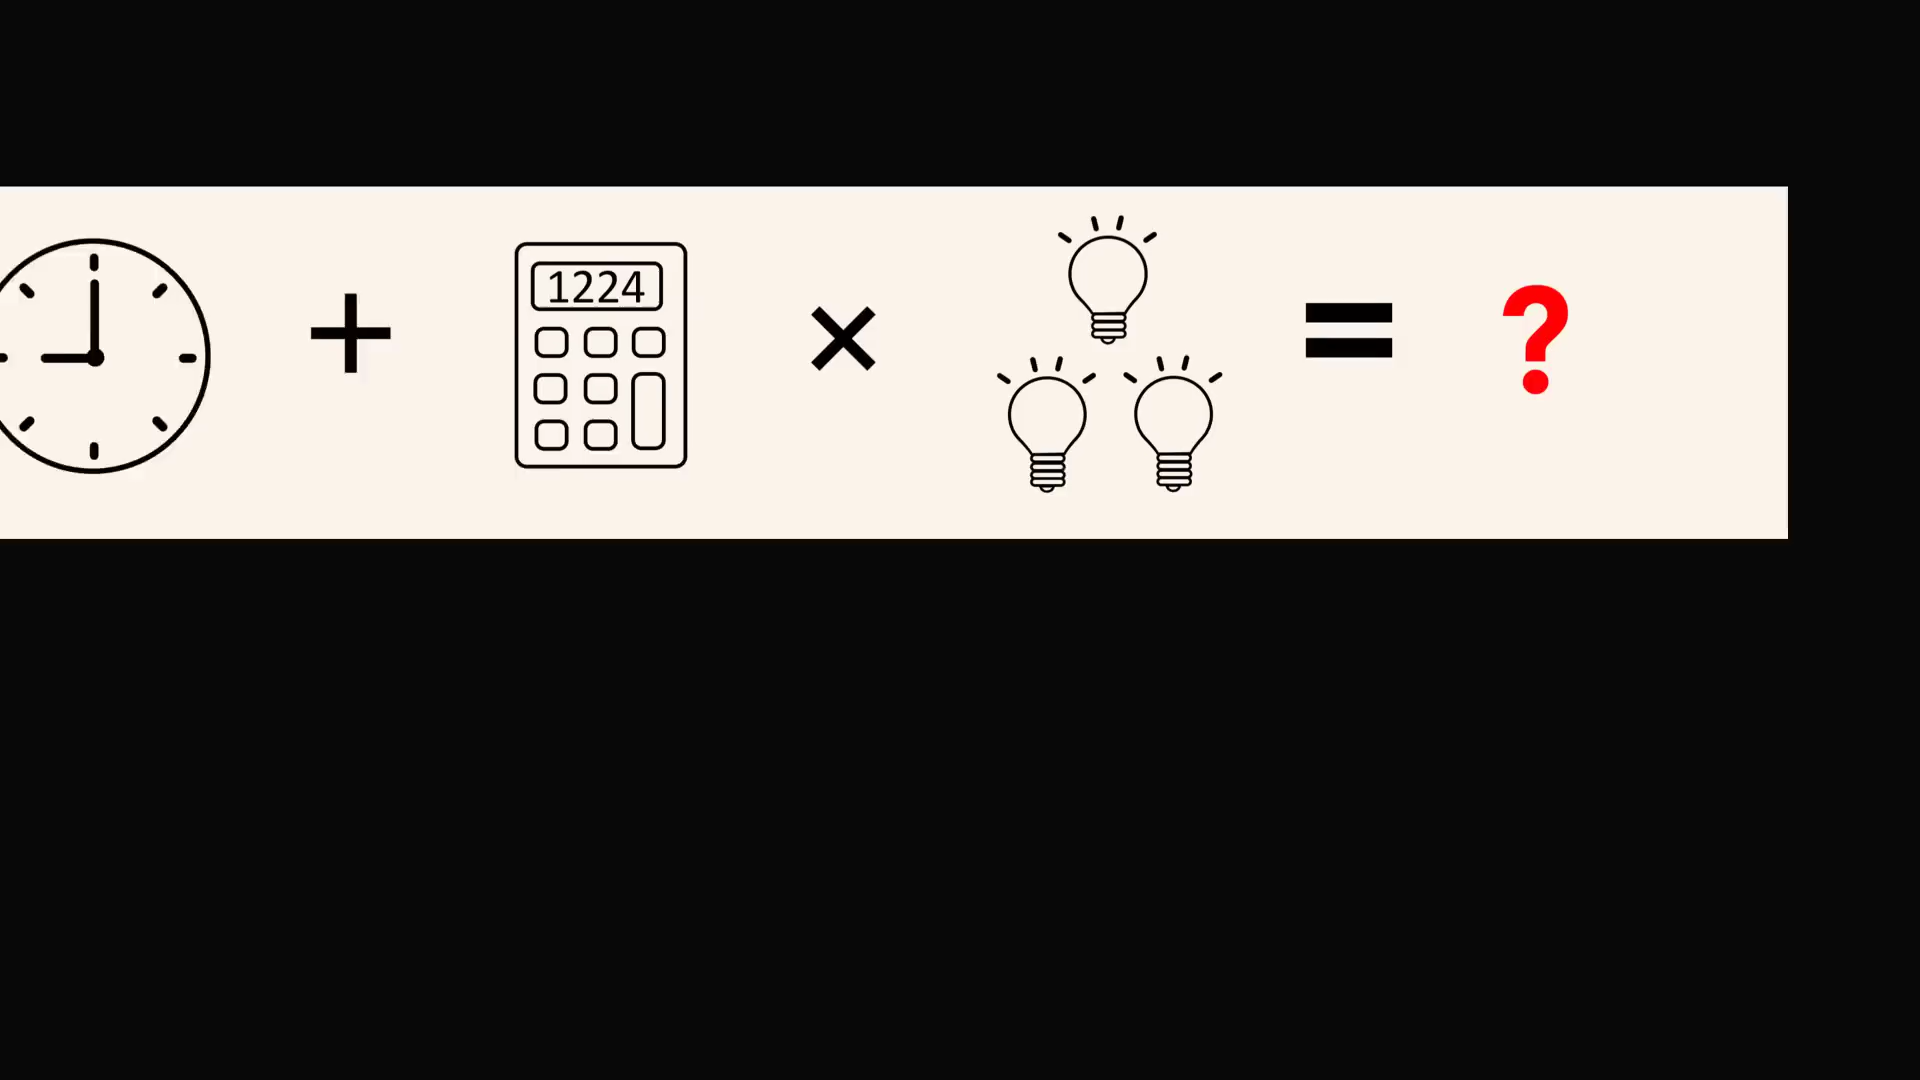 + 1224 × = ?